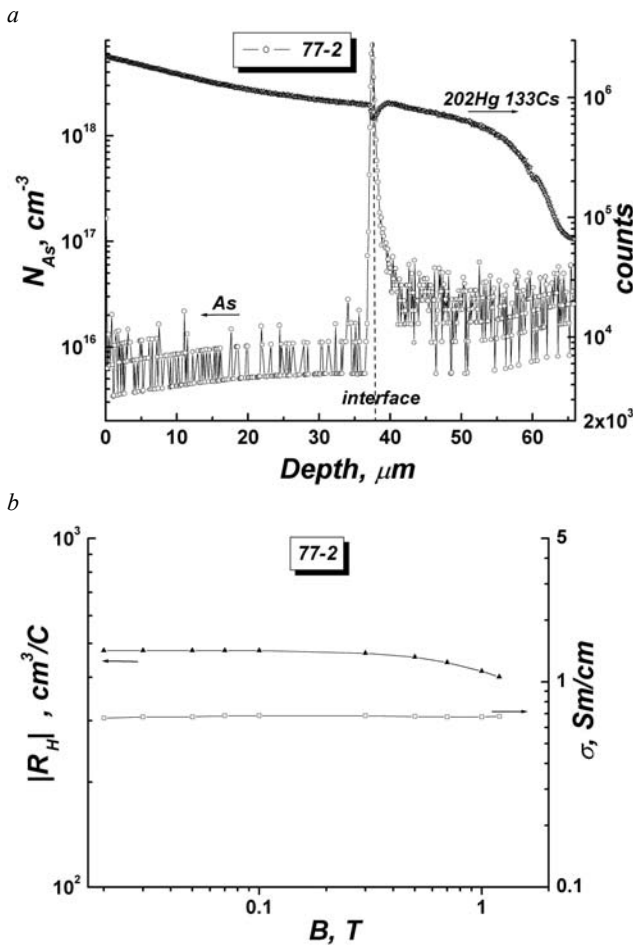 a
77-2
10^18
10^17
10^16
N_As, cm^-3
202Hg 133Cs
As
interface
10^6
10^5
10^4
2x10^3
counts
0 10 20 30 40 50 60
Depth, μm
b
77-2
10^3
10^2
|R_H|, cm^3/C
5
1
0.1
σ, Sm/cm
0.1 1
B, T